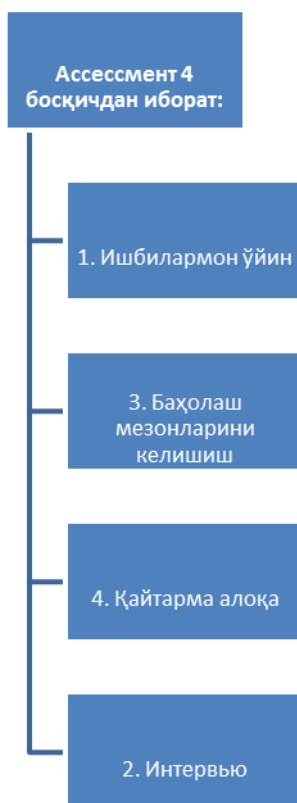 Ассессмент 4
босқичдан иборат:
1. Ишбилармон ўйин
3. Баҳолаш
мезонларини
келишиш
4. Қайтарма алоқа
2. Интервью